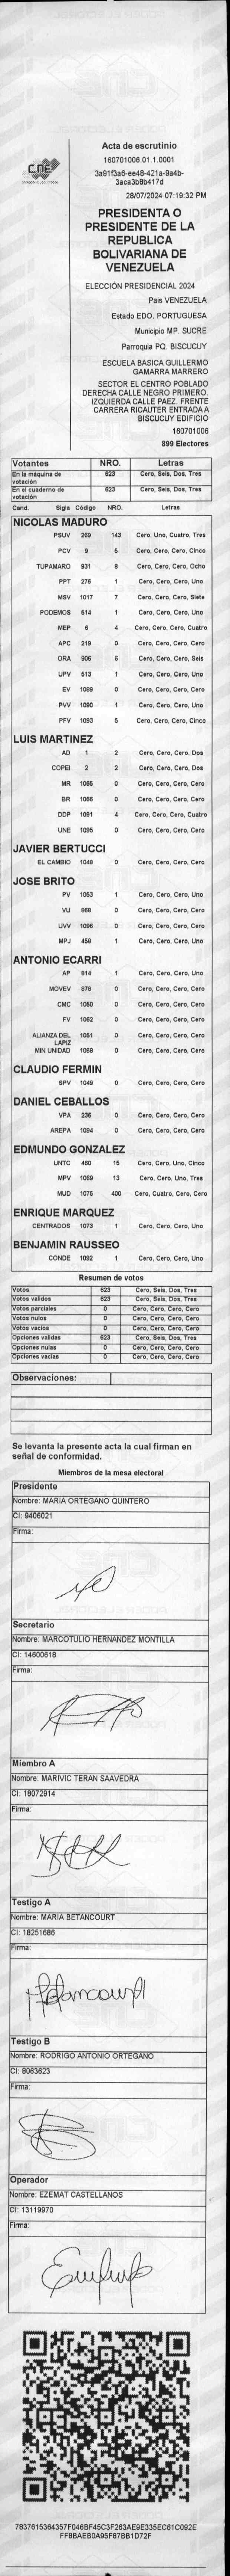 CNE
Acta de escrutinio
160701006.01.1.0001
3a91f3a6-ee48-421a-9a4b-
3aca3b8b417d
28/07/2024 07:19:32 PM
PRESIDENTA O
PRESIDENTE DE LA
REPUBLICA
BOLIVARIANA DE
VENEZUELA
ELECCIÓN PRESIDENCIAL 2024
Pais VENEZUELA
Estado EDO. PORTUGUESA
Municipio MP. SUCRE
Parroquia PQ. BISCUCUY
ESCUELA BASICA GUILLERMO
GAMARRA MARRERO
SECTOR EL CENTRO POBLADO
DERECHA CALLE NEGRO PRIMERO.
IZQUIERDA CALLE PAEZ. FRENTE
CARRERA RICAUTER ENTRADA A
BISCUCUY EDIFICIO
160701006
899 Electores
Votantes NRO. Letras
En la máquina de votación 623 Cero, Seis, Dos, Tres
En el cuaderno de votación 623 Cero, Seis, Dos, Tres
Cand. Sigla Código NRO. Letras
NICOLAS MADURO
PSUV 269 143 Cero, Uno, Cuatro, Tres
PCV 9 5 Cero, Cero, Cero, Cinco
TUPAMARO 931 8 Cero, Cero, Cero, Ocho
PPT 276 1 Cero, Cero, Cero, Uno
MSV 1017 7 Cero, Cero, Cero, Siete
PODEMOS 514 1 Cero, Cero, Cero, Uno
MEP 6 4 Cero, Cero, Cero, Cuatro
APC 219 0 Cero, Cero, Cero, Cero
ORA 906 6 Cero, Cero, Cero, Seis
UPV 513 1 Cero, Cero, Cero, Uno
EV 1099 0 Cero, Cero, Cero, Cero
PVV 1090 1 Cero, Cero, Cero, Uno
PFV 1093 5 Cero, Cero, Cero, Cinco
LUIS MARTINEZ
AD 1 2 Cero, Cero, Cero, Dos
COPEI 2 2 Cero, Cero, Cero, Dos
MR 1065 0 Cero, Cero, Cero, Cero
BR 1066 0 Cero, Cero, Cero, Cero
DDP 1091 4 Cero, Cero, Cero, Cuatro
UNE 1095 0 Cero, Cero, Cero, Cero
JAVIER BERTUCCI
EL CAMBIO 1048 0 Cero, Cero, Cero, Cero
JOSE BRITO
PV 1053 1 Cero, Cero, Cero, Uno
VU 868 0 Cero, Cero, Cero, Cero
UVV 1096 0 Cero, Cero, Cero, Cero
MPJ 458 1 Cero, Cero, Cero, Uno
ANTONIO ECARRI
AP 914 1 Cero, Cero, Cero, Uno
MOVEV 878 0 Cero, Cero, Cero, Cero
CMC 1050 0 Cero, Cero, Cero, Cero
FV 1062 0 Cero, Cero, Cero, Cero
ALIANZA DEL LAPIZ 1051 0 Cero, Cero, Cero, Cero
MIN UNIDAD 1069 0 Cero, Cero, Cero, Cero
CLAUDIO FERMIN
SPV 1049 0 Cero, Cero, Cero, Cero
DANIEL CEBALLOS
VPA 236 0 Cero, Cero, Cero, Cero
AREPA 1094 0 Cero, Cero, Cero, Cero
EDMUNDO GONZALEZ
UNTC 460 15 Cero, Cero, Uno, Cinco
MPV 1069 13 Cero, Cero, Uno, Tres
MUD 1075 400 Cero, Cuatro, Cero, Cero
ENRIQUE MARQUEZ
CENTRADOS 1073 1 Cero, Cero, Cero, Uno
BENJAMIN RAUSSEO
CONDE 1092 1 Cero, Cero, Cero, Uno
Resumen de votos
Votos 623 Cero, Seis, Dos, Tres
Votos validos 623 Cero, Seis, Dos, Tres
Votos parciales 0 Cero, Cero, Cero, Cero
Votos nulos 0 Cero, Cero, Cero, Cero
Votos vacíos 0 Cero, Cero, Cero, Cero
Opciones validas 623 Cero, Seis, Dos, Tres
Opciones nulas 0 Cero, Cero, Cero, Cero
Opciones vacías 0 Cero, Cero, Cero, Cero
Observaciones:
Se levanta la presente acta la cual firman en
señal de conformidad.
Miembros de la mesa electoral
Presidente
Nombre: MARIA ORTEGANO QUINTERO
CI: 9406021
Firma:
Secretario
Nombre: MARCOTULIO HERNANDEZ MONTILLA
CI: 14600618
Firma:
Miembro A
Nombre: MARIVIC TERAN SAAVEDRA
CI: 18072914
Firma:
Testigo A
Nombre: MARIA BETANCOURT
CI: 18251686
Firma:
Betancourt
Testigo B
Nombre: RODRIGO ANTONIO ORTEGANO
CI: 8063623
Firma:
Operador
Nombre: EZEMAT CASTELLANOS
CI: 13119970
Firma:
7837615364357F046BF45C3F263AE9E335EC61C092E
FF8BAEB0A95F87BB1D72F